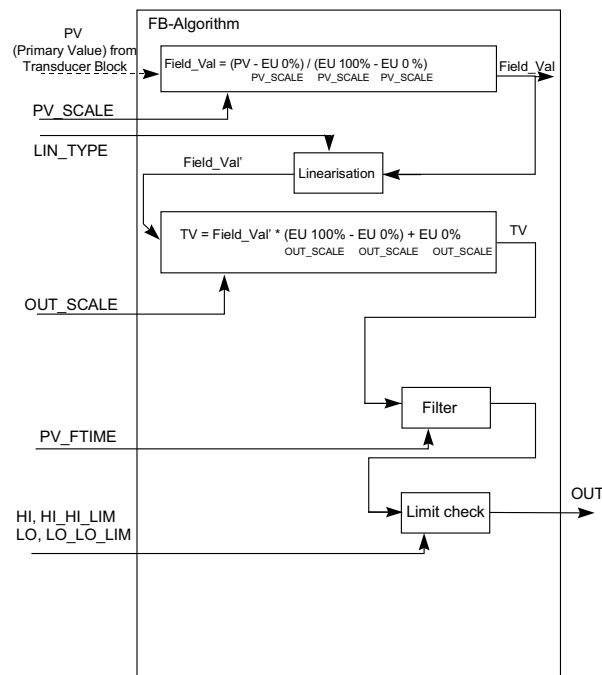 FB-Algorithm
PV
(Primary Value) from
Transducer Block
Field_Val = (PV - EU 0%) / (EU 100% - EU 0 %)
PV_SCALE PV_SCALE PV_SCALE
Field_Val
PV_SCALE
LIN_TYPE
Field_Val'
Linearisation
TV = Field_Val' * (EU 100% - EU 0%) + EU 0%
OUT_SCALE OUT_SCALE OUT_SCALE
TV
OUT_SCALE
Filter
PV_FTIME
OUT
HI, HI_HI_LIM
LO, LO_LO_LIM
Limit check